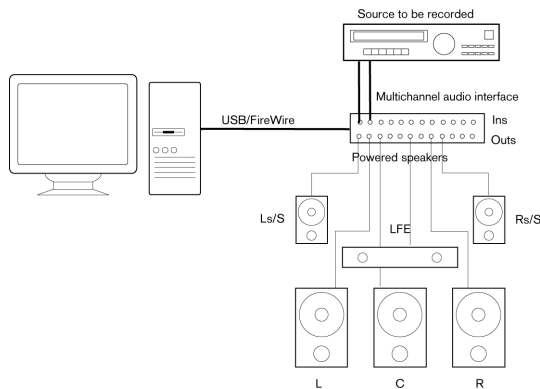 Source to be recorded
Multichannel audio interface
USB/FireWire
Ins
Outs
Powered speakers
Ls/S
Rs/S
LFE
L
C
R